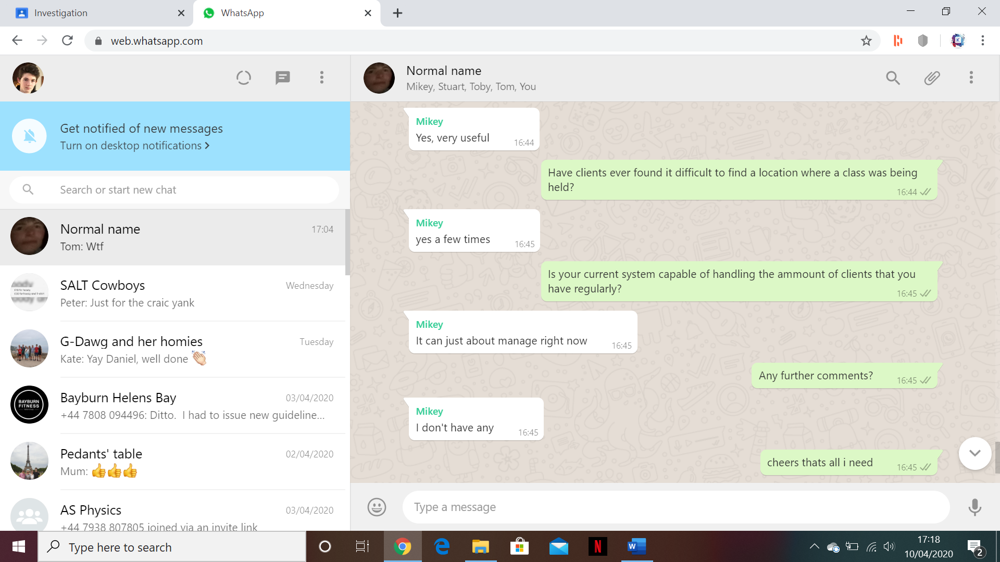 Investigation
WhatsApp
web.whatsapp.com
Get notified of new messages
Turn on desktop notifications
Search or start new chat
Normal name 17:04
Tom: Wtf
SALT Cowboys Wednesday
Peter: Just for the craic yank
G-Dawg and her homies Tuesday
Kate: Yay Daniel, well done 👏🏻
BAYBURN
FITNESS
Bayburn Helens Bay 03/04/2020
+44 7808 094496: Ditto. I had to issue new guideline...
Pedants' table 02/04/2020
Mum: 👍👍👍
AS Physics 03/04/2020
+44 7938 807805 joined via an invite link
Normal name
Mikey, Stuart, Toby, Tom, You
Mikey
Yes, very useful 16:44
Have clients ever found it difficult to find a location where a class was being
held?
16:44
Mikey
yes a few times 16:45
Is your current system capable of handling the ammount of clients that you
have regularly?
16:45
Mikey
It can just about manage right now 16:45
Any further comments? 16:45
Mikey
I don't have any 16:45
cheers thats all i need 16:45
Type a message
Type here to search
17:18
10/04/2020
2